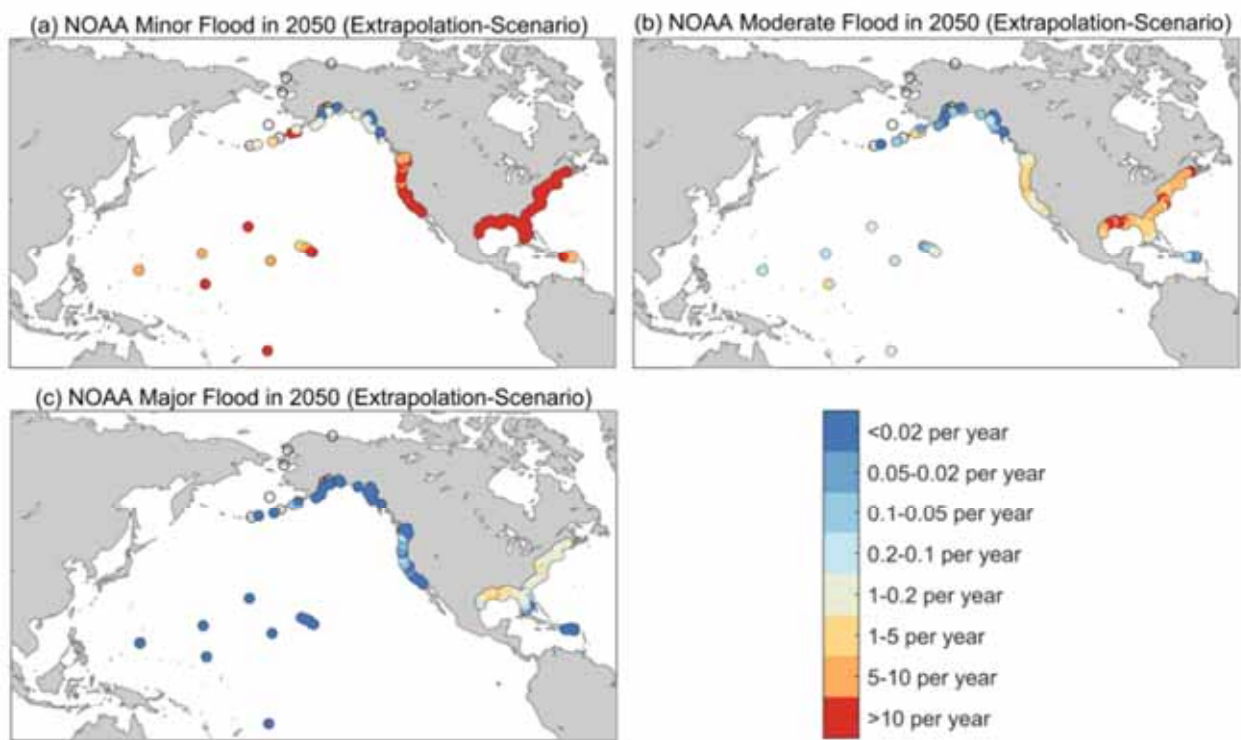 (a) NOAA Minor Flood in 2050 (Extrapolation-Scenario)
(b) NOAA Moderate Flood in 2050 (Extrapolation-Scenario)
(c) NOAA Major Flood in 2050 (Extrapolation-Scenario)
<0.02 per year
0.05-0.02 per year
0.1-0.05 per year
0.2-0.1 per year
1-0.2 per year
1-5 per year
5-10 per year
>10 per year